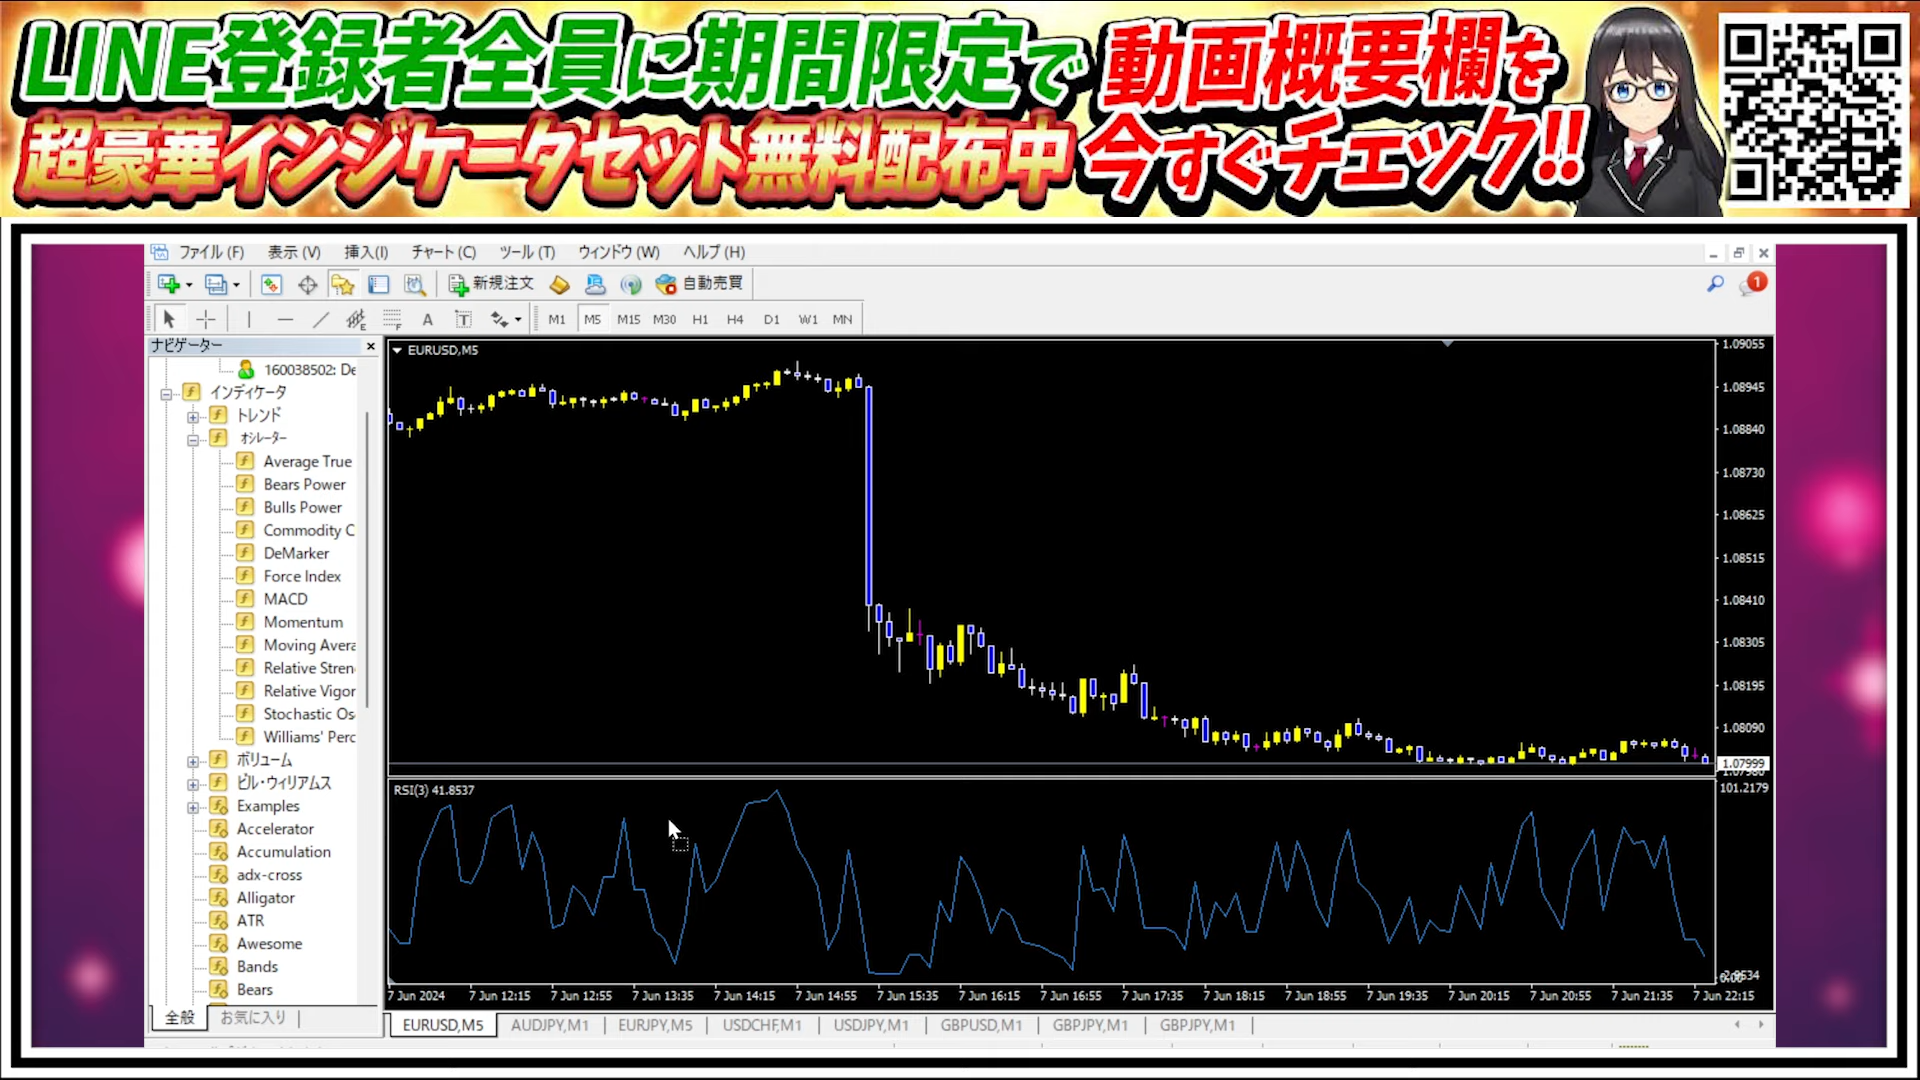 LINE登録者全員に期間限定で
超豪華インジケータセット無料配布中
動画概要欄を
今すぐチェック!!
ファイル (F) 表示 (V) 挿入(I) チャート (C) ツール (T) ウィンドウ (W) ヘルプ (H)
新規注文 自動売買 1
A T M1 M5 M15 M30 H1 H4 D1 W1 MN
ナビゲーター
160038502: De
インディケータ
トレンド
オシレーター
Average True
Bears Power
Bulls Power
Commodity C
DeMarker
Force Index
MACD
Momentum
Moving Avera
Relative Stren
Relative Vigor
Stochastic Os
Williams' Perc
ボリューム
ビル・ウィリアムス
Examples
Accelerator
Accumulation
adx-cross
Alligator
ATR
Awesome
Bands
Bears
全般 お気に入り
EURUSD,M5
1.09055
1.08945
1.08840
1.08730
1.08625
1.08515
1.08410
1.08305
1.08195
1.08090
1.07999
RSI(3) 41.8537
101.2179
7 Jun 2024 7 Jun 12:15 7 Jun 12:55 7 Jun 13:35 7 Jun 14:15 7 Jun 14:55 7 Jun 15:35 7 Jun 16:15 7 Jun 16:55 7 Jun 17:35 7 Jun 18:15 7 Jun 18:55 7 Jun 19:35 7 Jun 20:15 7 Jun 20:55 7 Jun 21:35 7 Jun 22:15
EURUSD,M5 AUDJPY,M1 EURJPY,M5 USDCHF,M1 USDJPY,M1 GBPUSD,M1 GBPJPY,M1 GBPJPY,M1